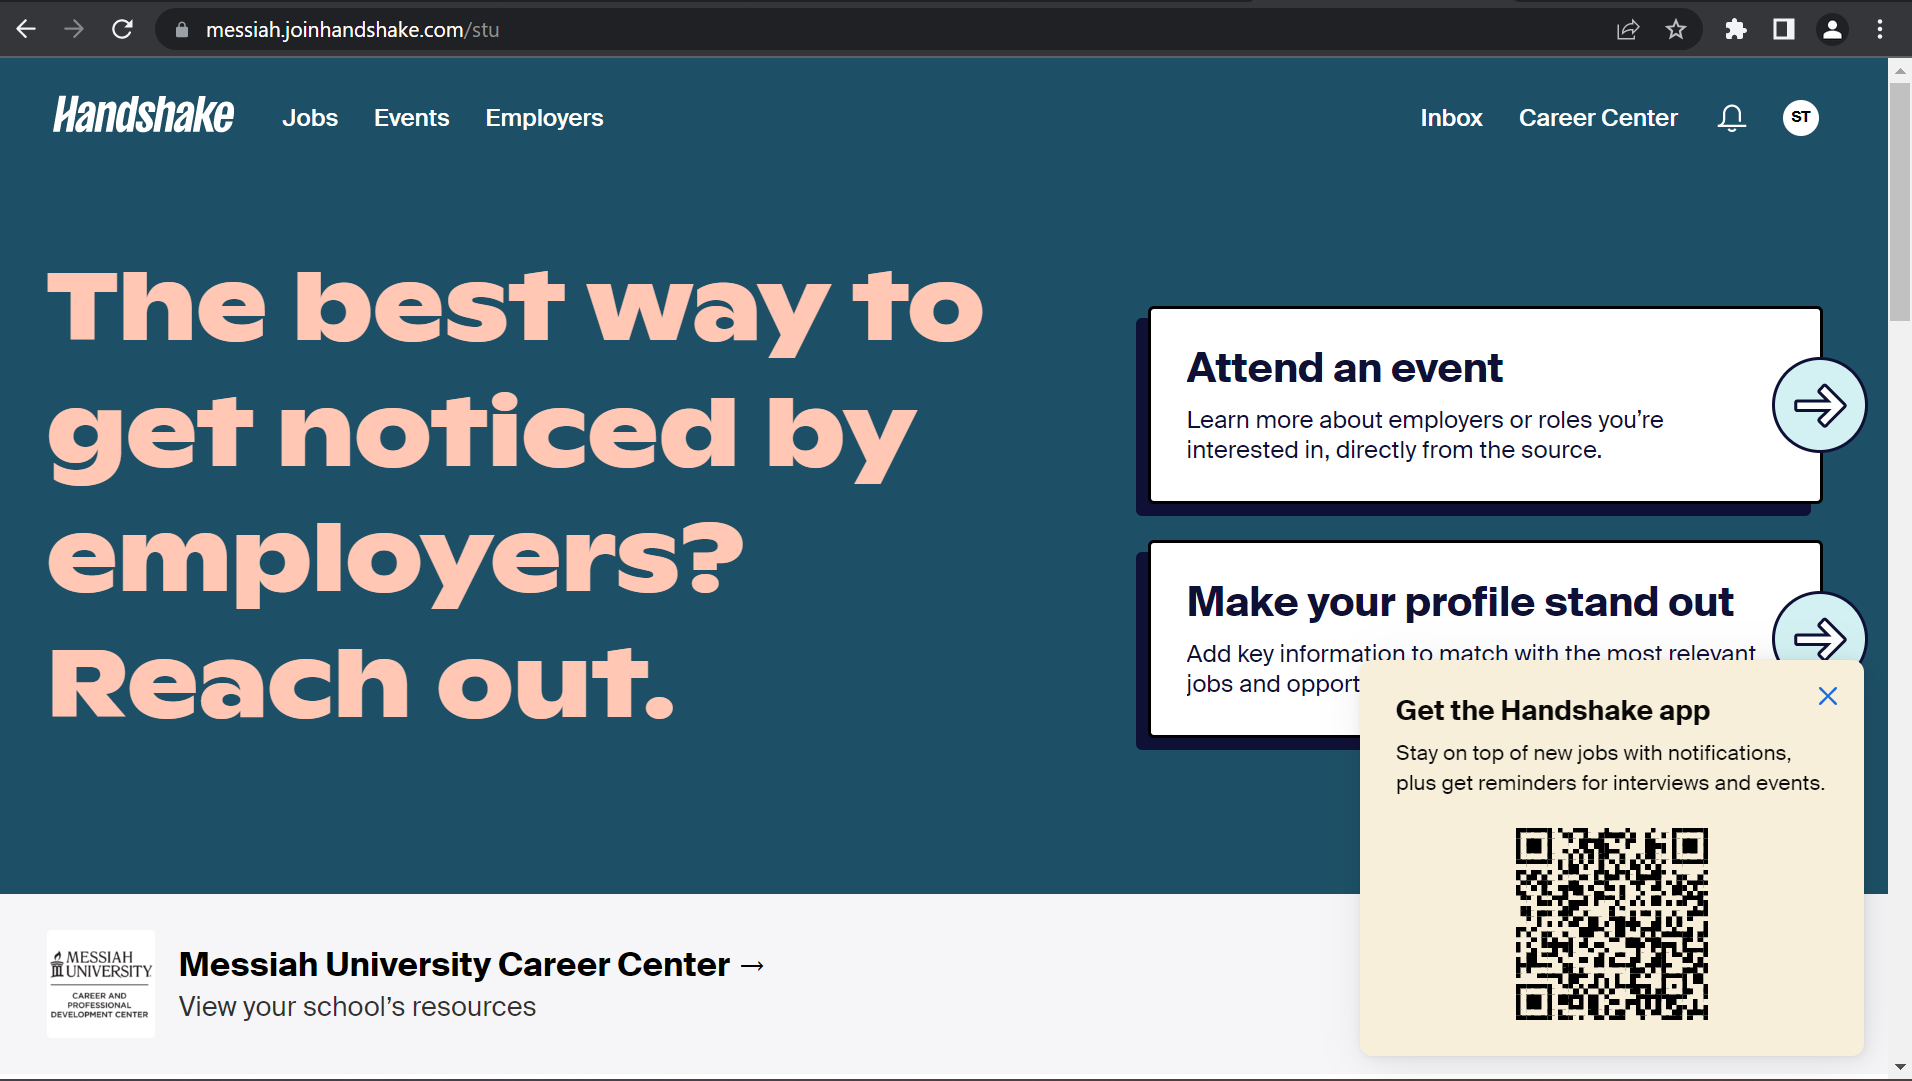 messiah.joinhandshake.com/stu
Handshake Jobs Events Employers Inbox Career Center ST
The best way to
get noticed by
employers?
Reach out.
Attend an event
Learn more about employers or roles you’re
interested in, directly from the source.
Make your profile stand out
Add key information to match with the most relevant
jobs and opport
Get the Handshake app
Stay on top of new jobs with notifications,
plus get reminders for interviews and events.
MESSIAH
UNIVERSITY
CAREER AND
PROFESSIONAL
DEVELOPMENT CENTER
Messiah University Career Center →
View your school’s resources